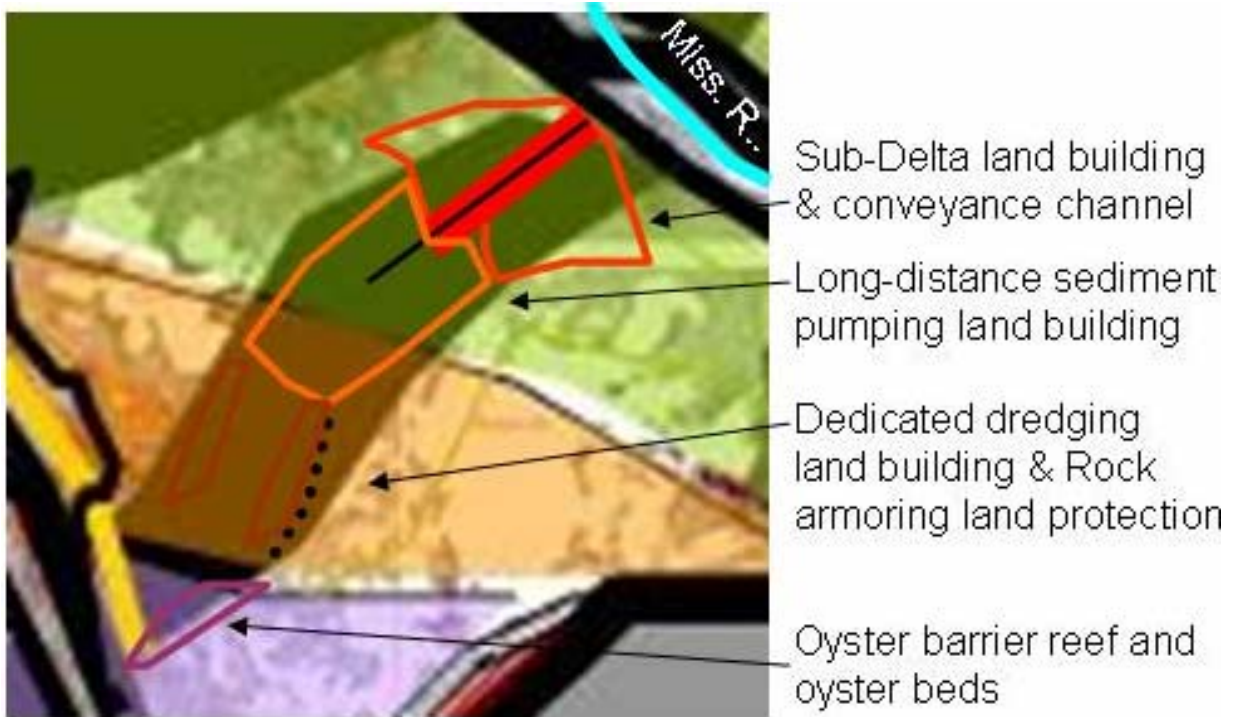 Miss. R..
Sub-Delta land building
& conveyance channel
Long-distance sediment
pumping land building
Dedicated dredging
land building & Rock
armoring land protection
Oyster barrier reef and
oyster beds